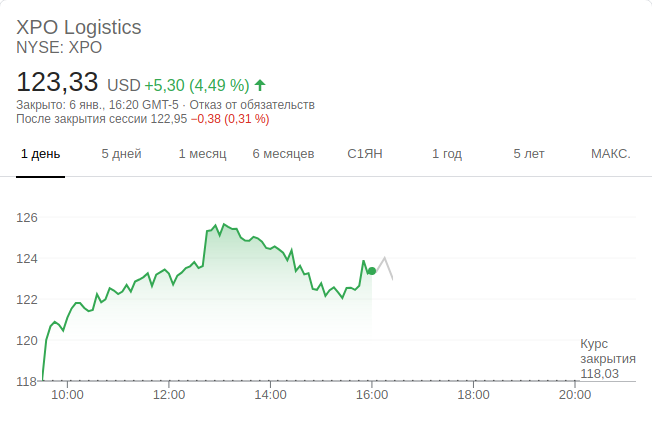 XPO Logistics
NYSE: XPO
123,33 USD +5,30 (4,49 %)
Закрыто: 6 янв., 16:20 GMT-5 · Отказ от обязательств
После закрытия сессии 122,95 −0,38 (0,31 %)
1 день 5 дней 1 месяц 6 месяцев С1ЯН 1 год 5 лет МАКС.
126
124
122
120
118
Курс
закрытия
118,03
10:00 12:00 14:00 16:00 18:00 20:00